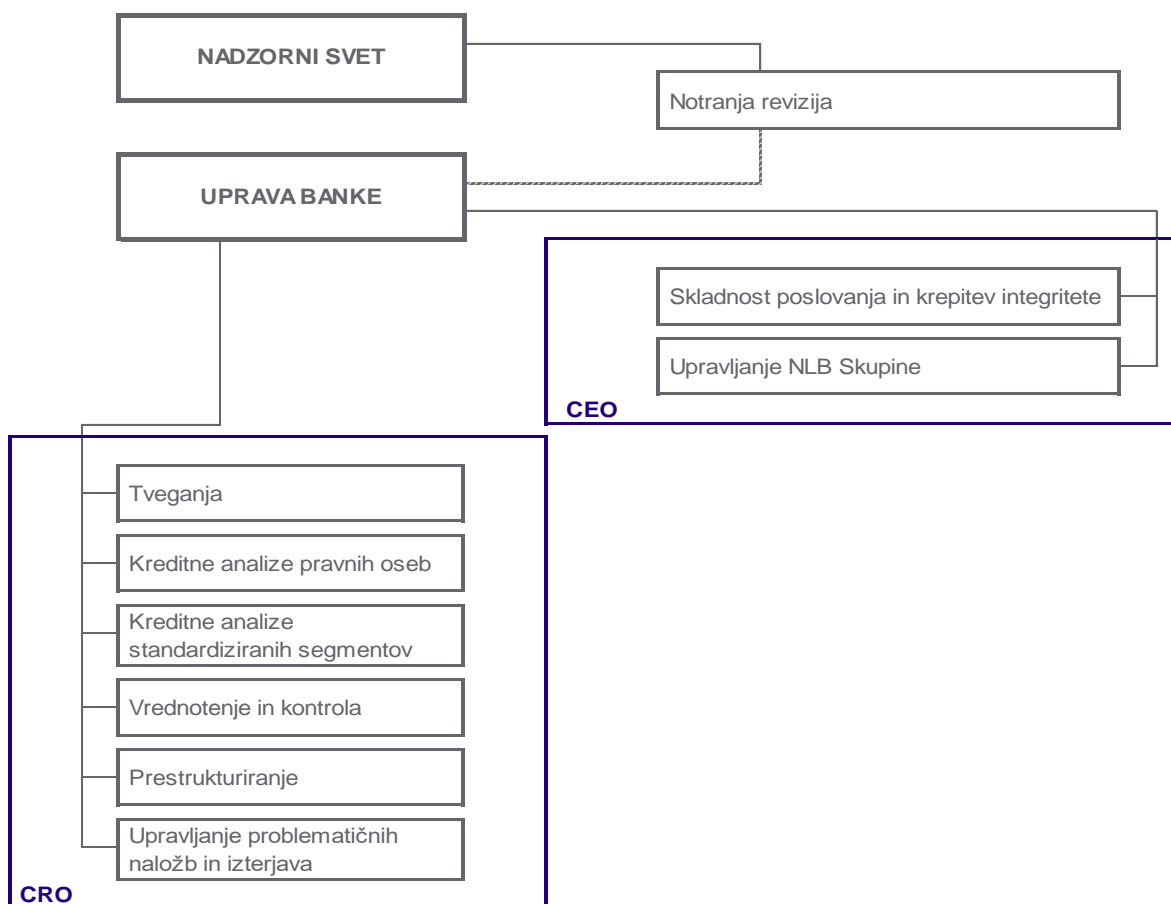 NADZORNI SVET
Notranja revizija
UPRAVA BANKE
Skladnost poslovanja in krepitev integritete
Upravljanje NLB Skupine
CEO
Tveganja
Kreditne analize pravnih oseb
Kreditne analize
standardiziranih segmentov
Vrednotenje in kontrola
Prestrukturiranje
Upravljanje problematičnih
naložb in izterjava
CRO